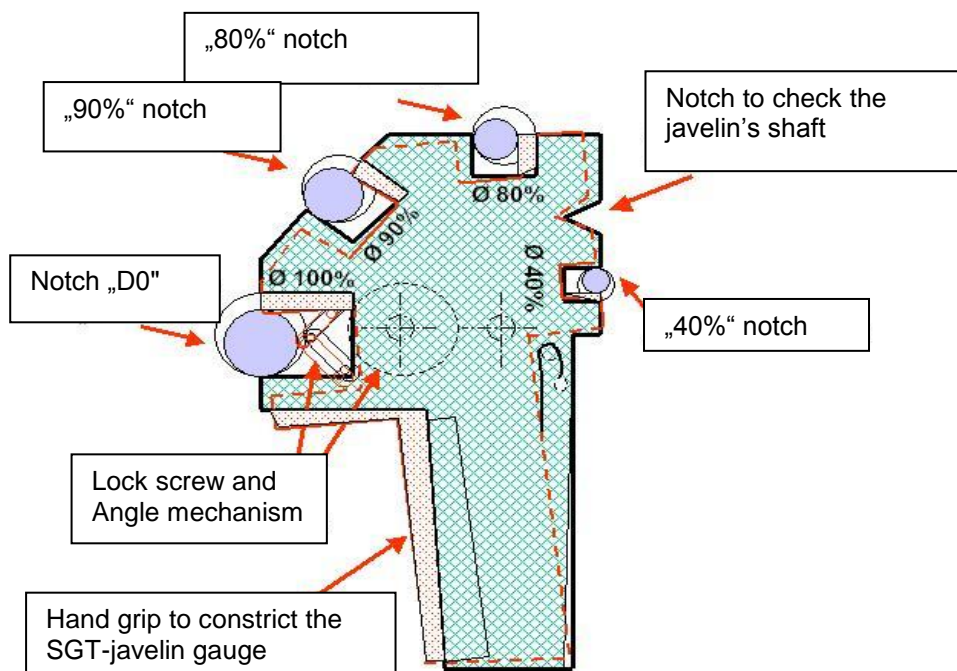 „80%“ notch
„90%“ notch
Notch to check the
javelin's shaft
Ø 80%
Ø 90%
Ø 40%
Ø 100%
Notch „D0"
„40%“ notch
Lock screw and
Angle mechanism
Hand grip to constrict the
SGT-javelin gauge